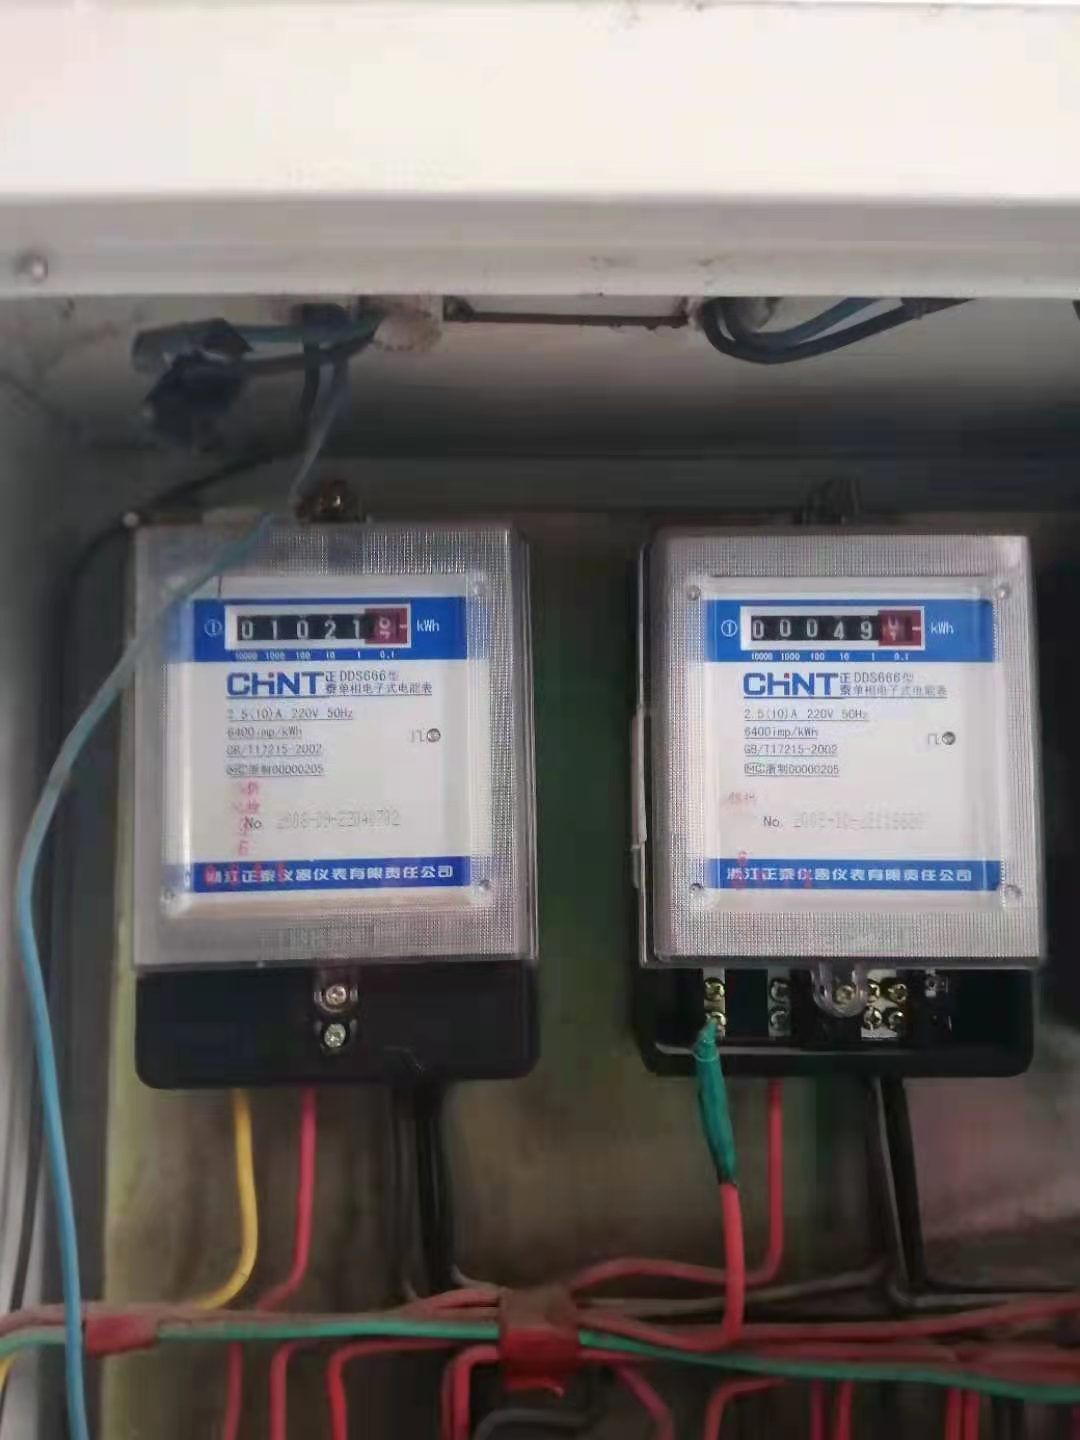 ① 01021 kWh
10000 1000 100 10 1 0.1
CHNT 正泰 DDS666型
单相电子式电能表
2.5(10)A 220V 50Hz
6400imp/kWh
GB/T17215-2002
MC浙制00000205
No.
浙江正泰仪器仪表有限责任公司
① 00049 kWh
10000 1000 100 10 1 0.1
CHNT 正泰 DDS666型
单相电子式电能表
2.5(10)A 220V 50Hz
6400imp/kWh
GB/T17215-2002
MC浙制00000205
No.
浙江正泰仪器仪表有限责任公司